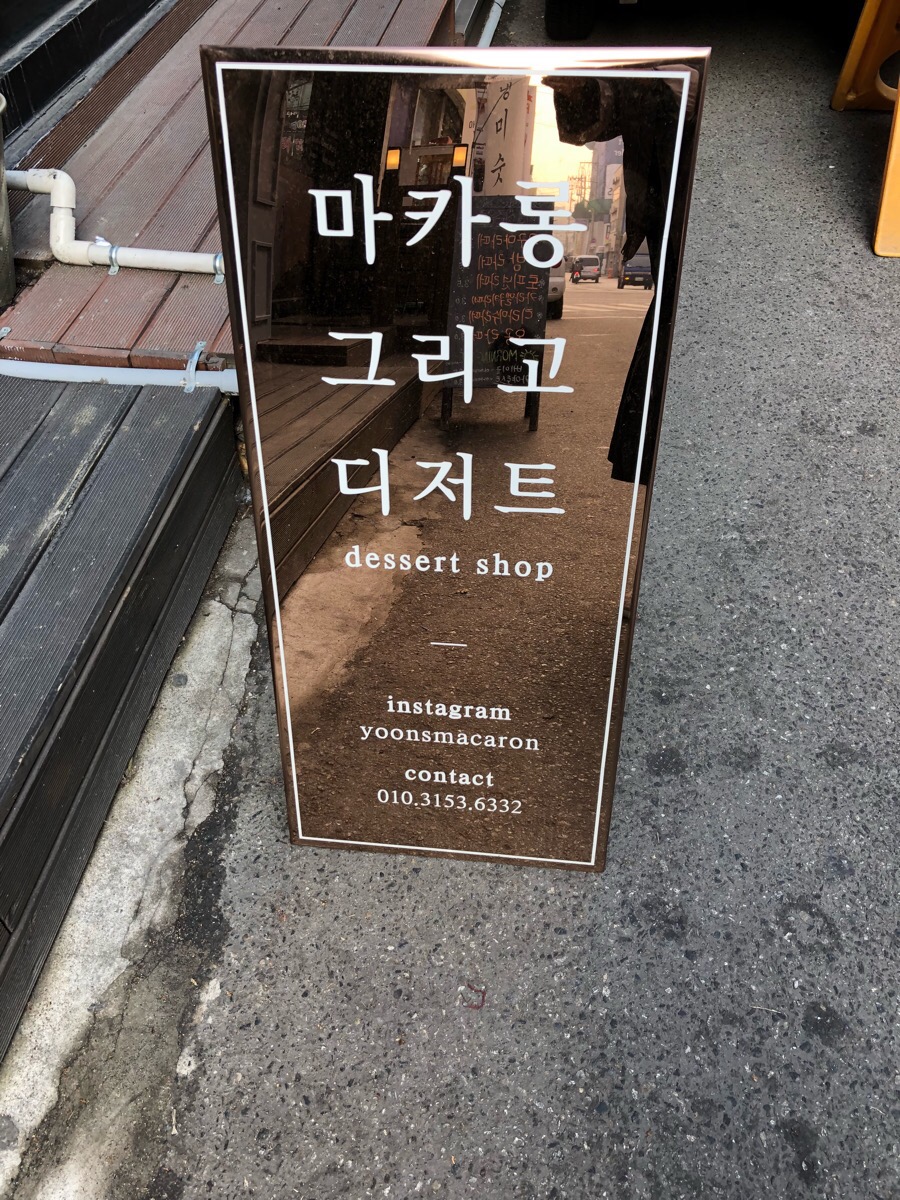 마카롱
그리고
디저트
dessert shop
instagram
yoonsmacaron
contact
010.3153.6332